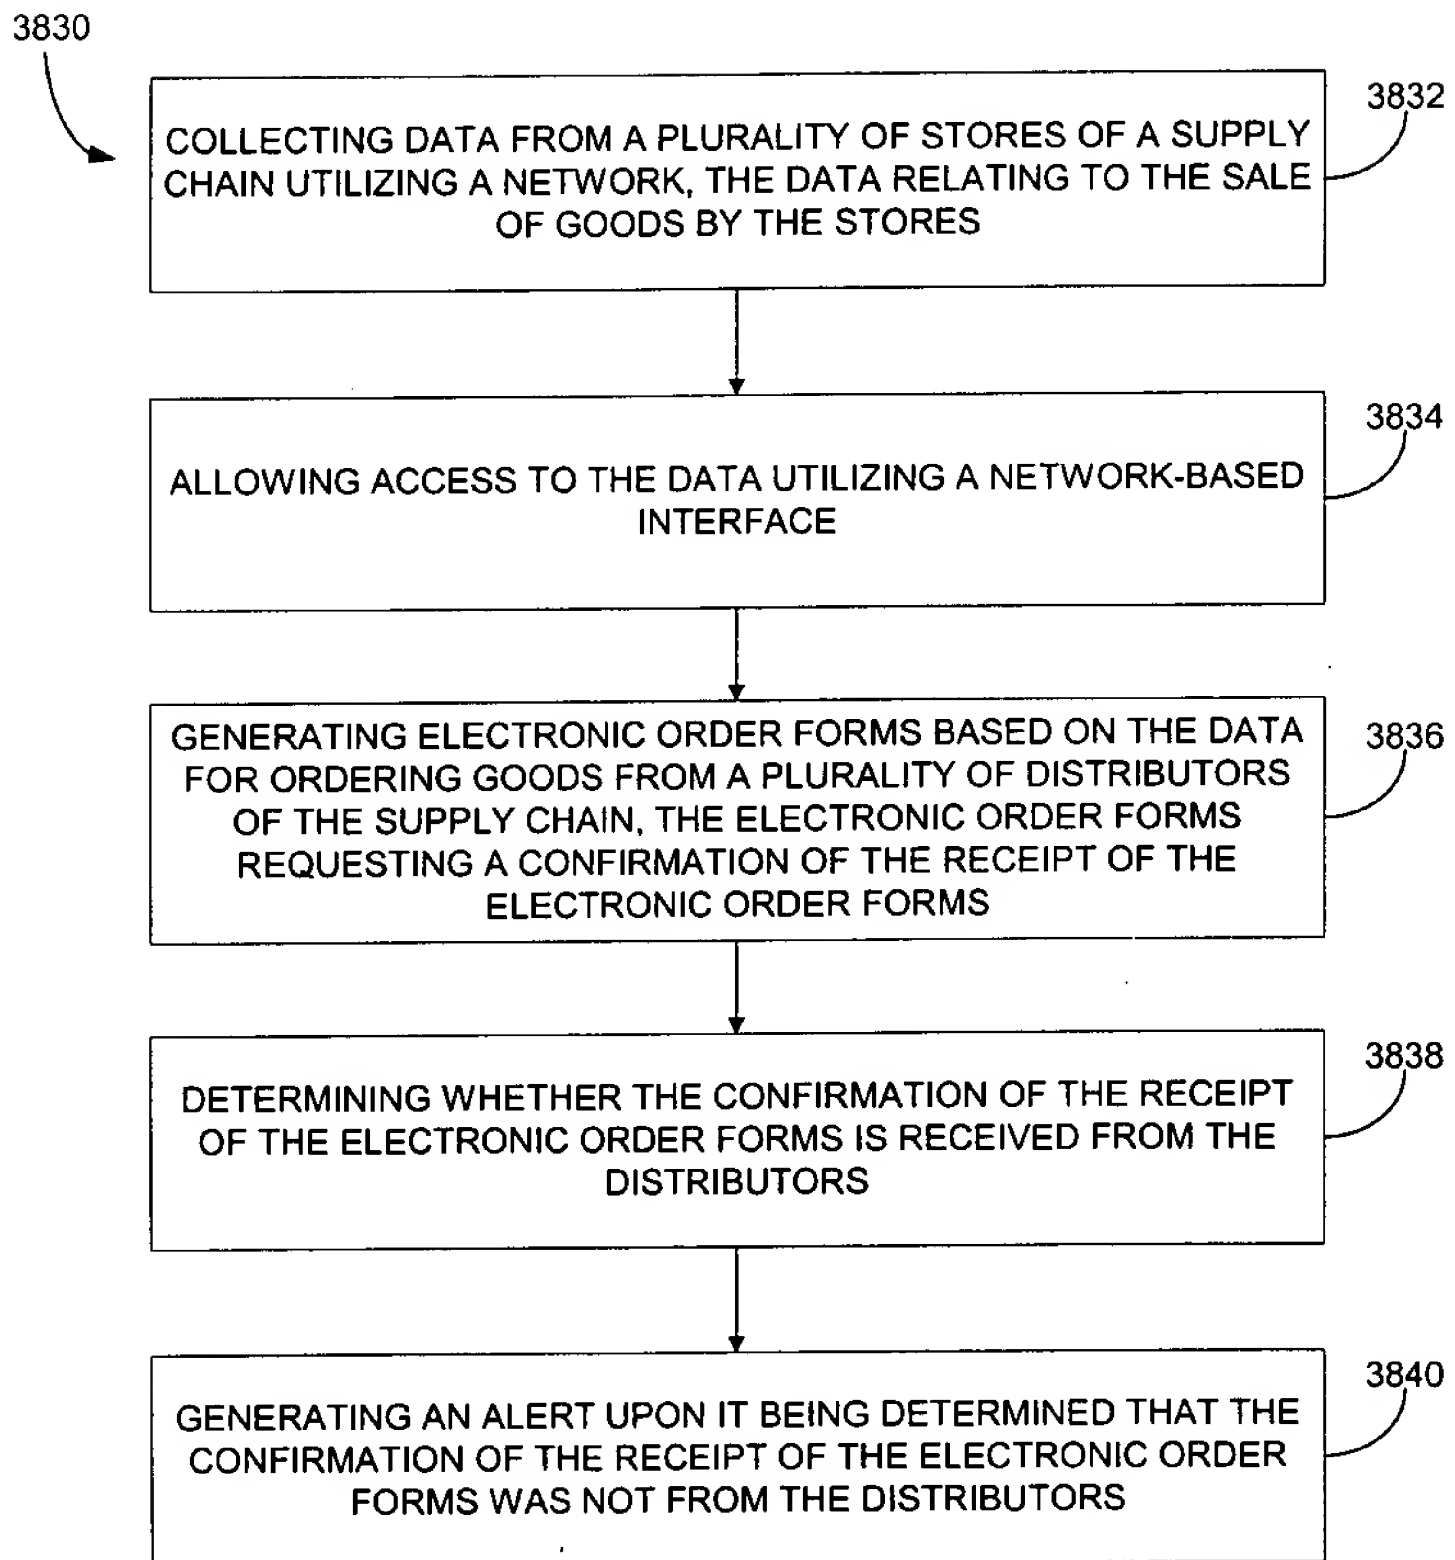 3830
3832
COLLECTING DATA FROM A PLURALITY OF STORES OF A SUPPLY
CHAIN UTILIZING A NETWORK, THE DATA RELATING TO THE SALE
OF GOODS BY THE STORES
3834
ALLOWING ACCESS TO THE DATA UTILIZING A NETWORK-BASED
INTERFACE
3836
GENERATING ELECTRONIC ORDER FORMS BASED ON THE DATA
FOR ORDERING GOODS FROM A PLURALITY OF DISTRIBUTORS
OF THE SUPPLY CHAIN, THE ELECTRONIC ORDER FORMS
REQUESTING A CONFIRMATION OF THE RECEIPT OF THE
ELECTRONIC ORDER FORMS
3838
DETERMINING WHETHER THE CONFIRMATION OF THE RECEIPT
OF THE ELECTRONIC ORDER FORMS IS RECEIVED FROM THE
DISTRIBUTORS
3840
GENERATING AN ALERT UPON IT BEING DETERMINED THAT THE
CONFIRMATION OF THE RECEIPT OF THE ELECTRONIC ORDER
FORMS WAS NOT FROM THE DISTRIBUTORS